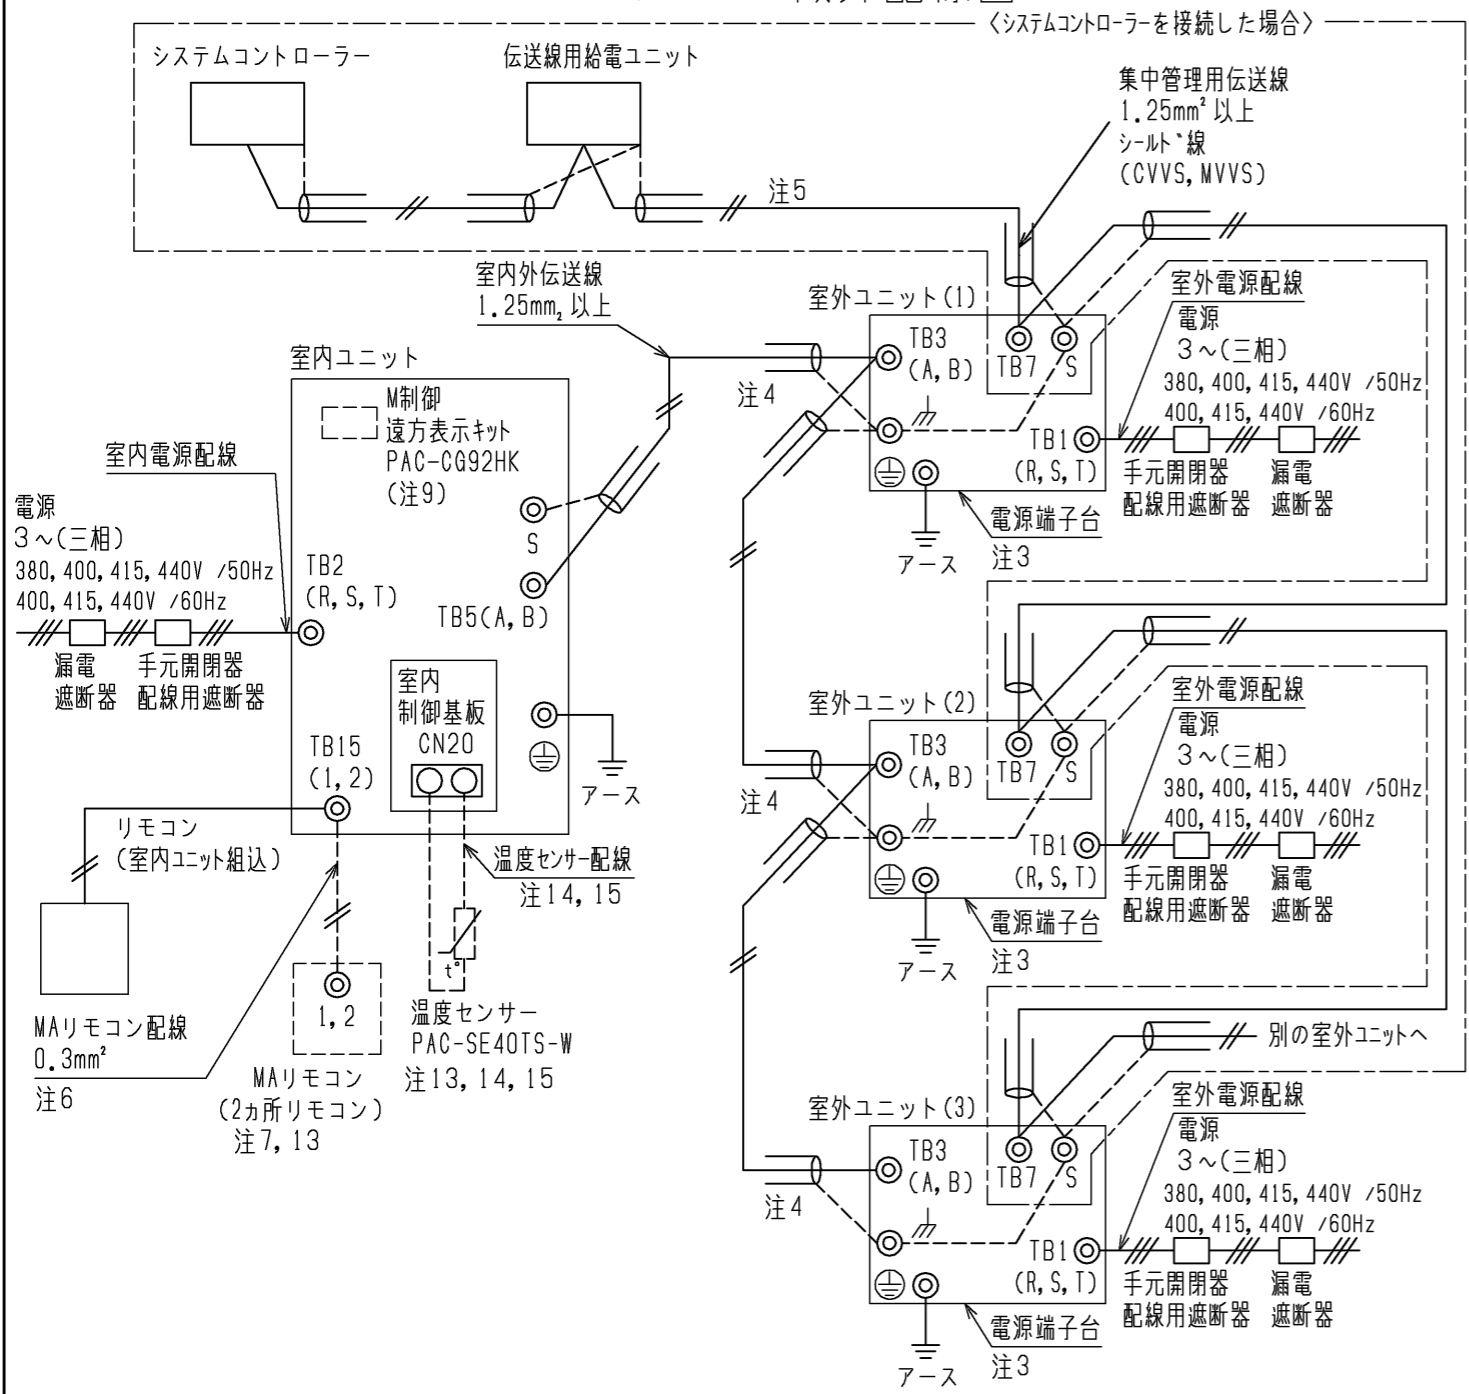 〈システムコントローラーを接続した場合〉
システムコントローラー
伝送線用給電ユニット
集中管理用伝送線
1.25mm²以上
シールド線
(CVVS,MVVS)
注5
室内外伝送線
1.25mm₂以上
室外ユニット(1)
TB3
(A,B)
TB7 S
TB1
(R,S,T)
注4
室外電源配線
電源
3~(三相)
380,400,415,440V /50Hz
400,415,440V /60Hz
手元開閉器
配線用遮断器
漏電
遮断器
電源端子台
注3
アース
室内ユニット
M制御
遠方表示キット
PAC-CG92HK
(注9)
室内電源配線
電源
3~(三相)
380,400,415,440V /50Hz
400,415,440V /60Hz
漏電
遮断器
手元開閉器
配線用遮断器
TB2
(R,S,T)
S
TB5(A,B)
室内
制御基板
CN20
TB15
(1,2)
アース
リモコン
(室内ユニット組込)
温度センサー配線
注14,15
t°
1,2
MAリモコン配線
0.3mm²
注6
MAリモコン
(2ヵ所リモコン)
注7,13
温度センサー
PAC-SE40TS-W
注13,14,15
室外ユニット(2)
TB3
(A,B)
TB7 S
TB1
(R,S,T)
注4
室外電源配線
電源
3~(三相)
380,400,415,440V /50Hz
400,415,440V /60Hz
手元開閉器
配線用遮断器
漏電
遮断器
電源端子台
注3
アース
別の室外ユニットへ
室外ユニット(3)
TB3
(A,B)
TB7 S
TB1
(R,S,T)
注4
室外電源配線
電源
3~(三相)
380,400,415,440V /50Hz
400,415,440V /60Hz
手元開閉器
配線用遮断器
漏電
遮断器
電源端子台
注3
アース